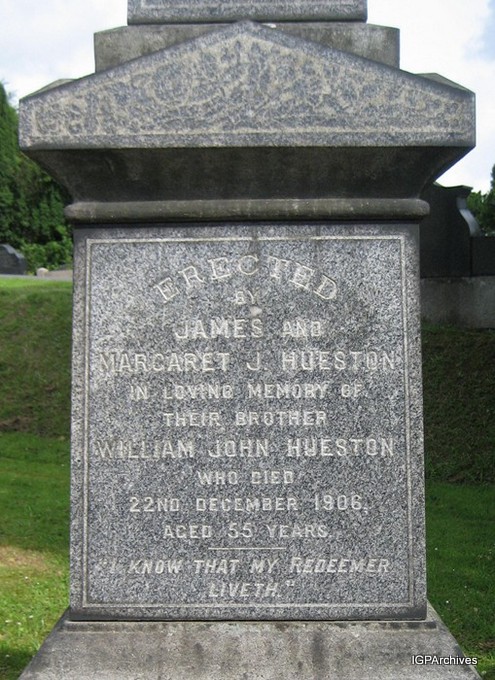 ERECTED
BY
JAMES AND
MARGARET J. HUESTON
IN LOVING MEMORY OF
THEIR BROTHER
WILLIAM JOHN HUESTON
WHO DIED
22ND DECEMBER 1906,
AGED 55 YEARS.
"I KNOW THAT MY REDEEMER
LIVETH."
IGPArchives